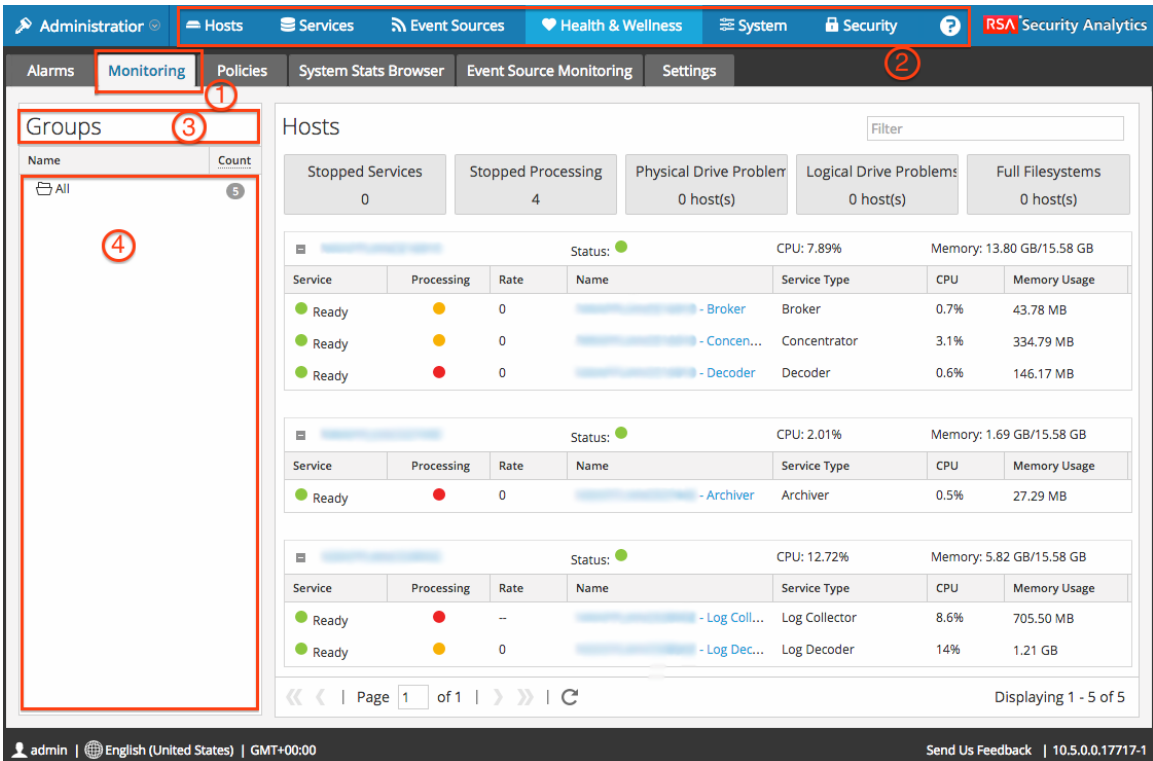 Administratior Hosts Services Event Sources Health & Wellness System Security ? RSA Security Analytics
Alarms Monitoring Policies System Stats Browser Event Source Monitoring Settings
2
1
Groups 3
Name Count
All 5
4
Hosts Filter
Stopped Services Stopped Processing Physical Drive Problem Logical Drive Problems Full Filesystems
0 4 0 host(s) 0 host(s) 0 host(s)
Status: CPU: 7.89% Memory: 13.80 GB/15.58 GB
Service Processing Rate Name Service Type CPU Memory Usage
Ready 0 - Broker Broker 0.7% 43.78 MB
Ready 0 - Concen... Concentrator 3.1% 334.79 MB
Ready 0 - Decoder Decoder 0.6% 146.17 MB
Status: CPU: 2.01% Memory: 1.69 GB/15.58 GB
Service Processing Rate Name Service Type CPU Memory Usage
Ready 0 - Archiver Archiver 0.5% 27.29 MB
Status: CPU: 12.72% Memory: 5.82 GB/15.58 GB
Service Processing Rate Name Service Type CPU Memory Usage
Ready -- - Log Coll... Log Collector 8.6% 705.50 MB
Ready 0 - Log Dec... Log Decoder 14% 1.21 GB
| Page 1 of 1 | | Displaying 1 - 5 of 5
admin | English (United States) | GMT+00:00 Send Us Feedback | 10.5.0.0.17717-1